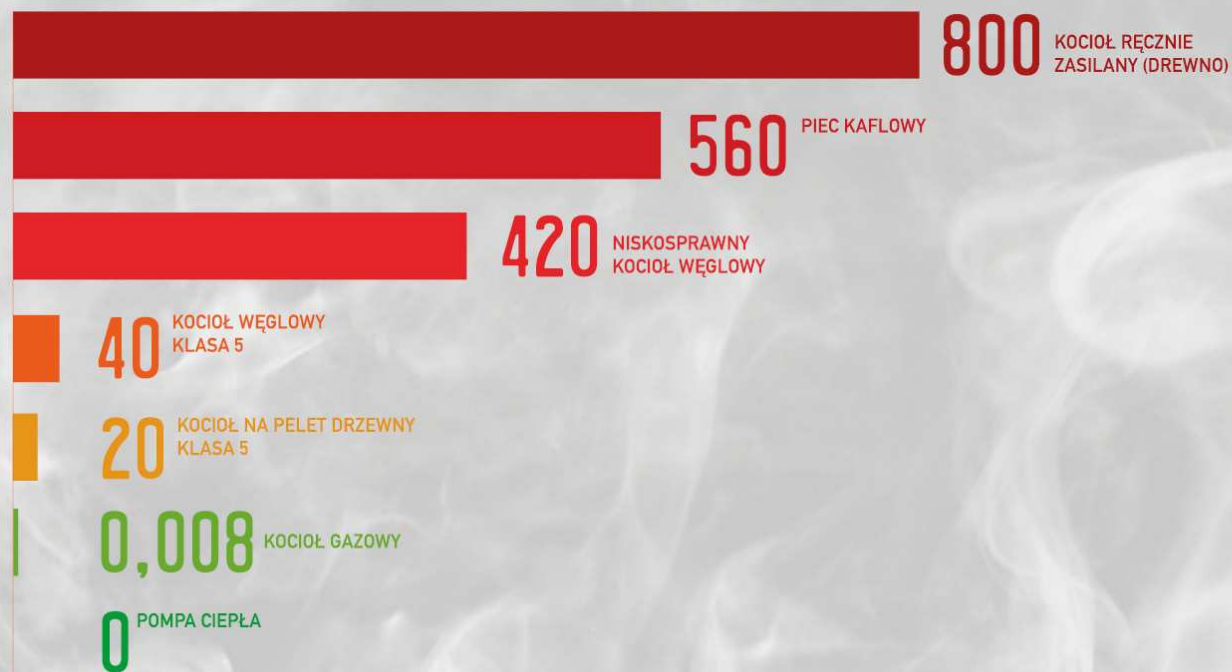 800 KOCIOŁ RĘCZNIE
ZASILANY (DREWNO)
560 PIEC KAFLOWY
420 NISKOSPRAWNY
KOCIOŁ WĘGLOWY
40 KOCIOŁ WĘGLOWY
KLASA 5
20 KOCIOŁ NA PELET DRZEWNY
KLASA 5
0,008 KOCIOŁ GAZOWY
0 POMPA CIEPŁA